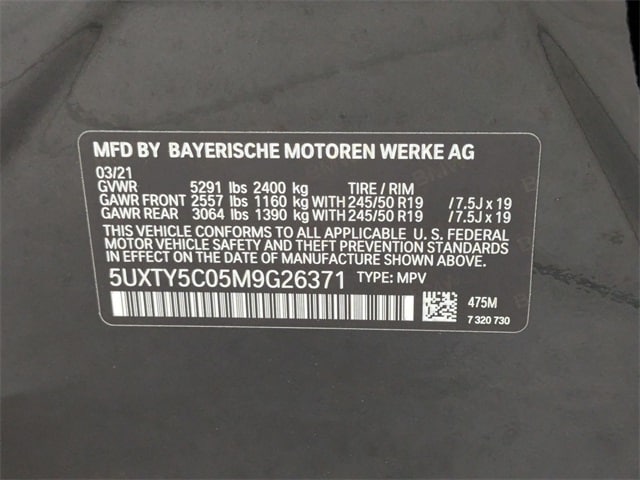 MFD BY BAYERISCHE MOTOREN WERKE AG
03/21
GVWR 5291 lbs 2400 kg TIRE / RIM
GAWR FRONT 2557 lbs 1160 kg WITH 245/50 R19 /7.5J x 19
GAWR REAR 3064 lbs 1390 kg WITH 245/50 R19 /7.5J x 19
THIS VEHICLE CONFORMS TO ALL APPLICABLE U.S. FEDERAL
MOTOR VEHICLE SAFETY AND THEFT PREVENTION STANDARDS
IN EFFECT ON THE DATE OF MANUFACTURE SHOWN ABOVE.
5UXTY5C05M9G26371 TYPE: MPV
475M
7 320 730